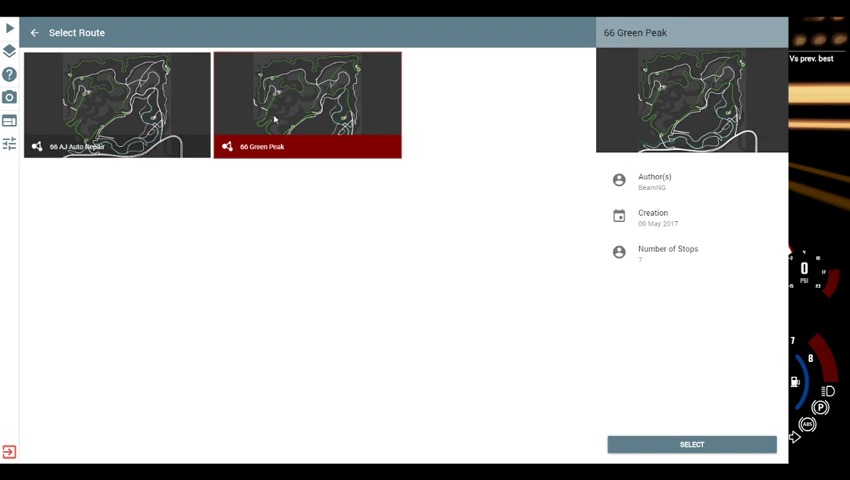 Select Route
66 Green Peak
Vs prev. best
66 AJ Auto Repair
66 Green Peak
Author(s)
BeamNG
Creation
09 May 2017
Number of Stops
7
SELECT
0
PSI
7
8
P
ABS